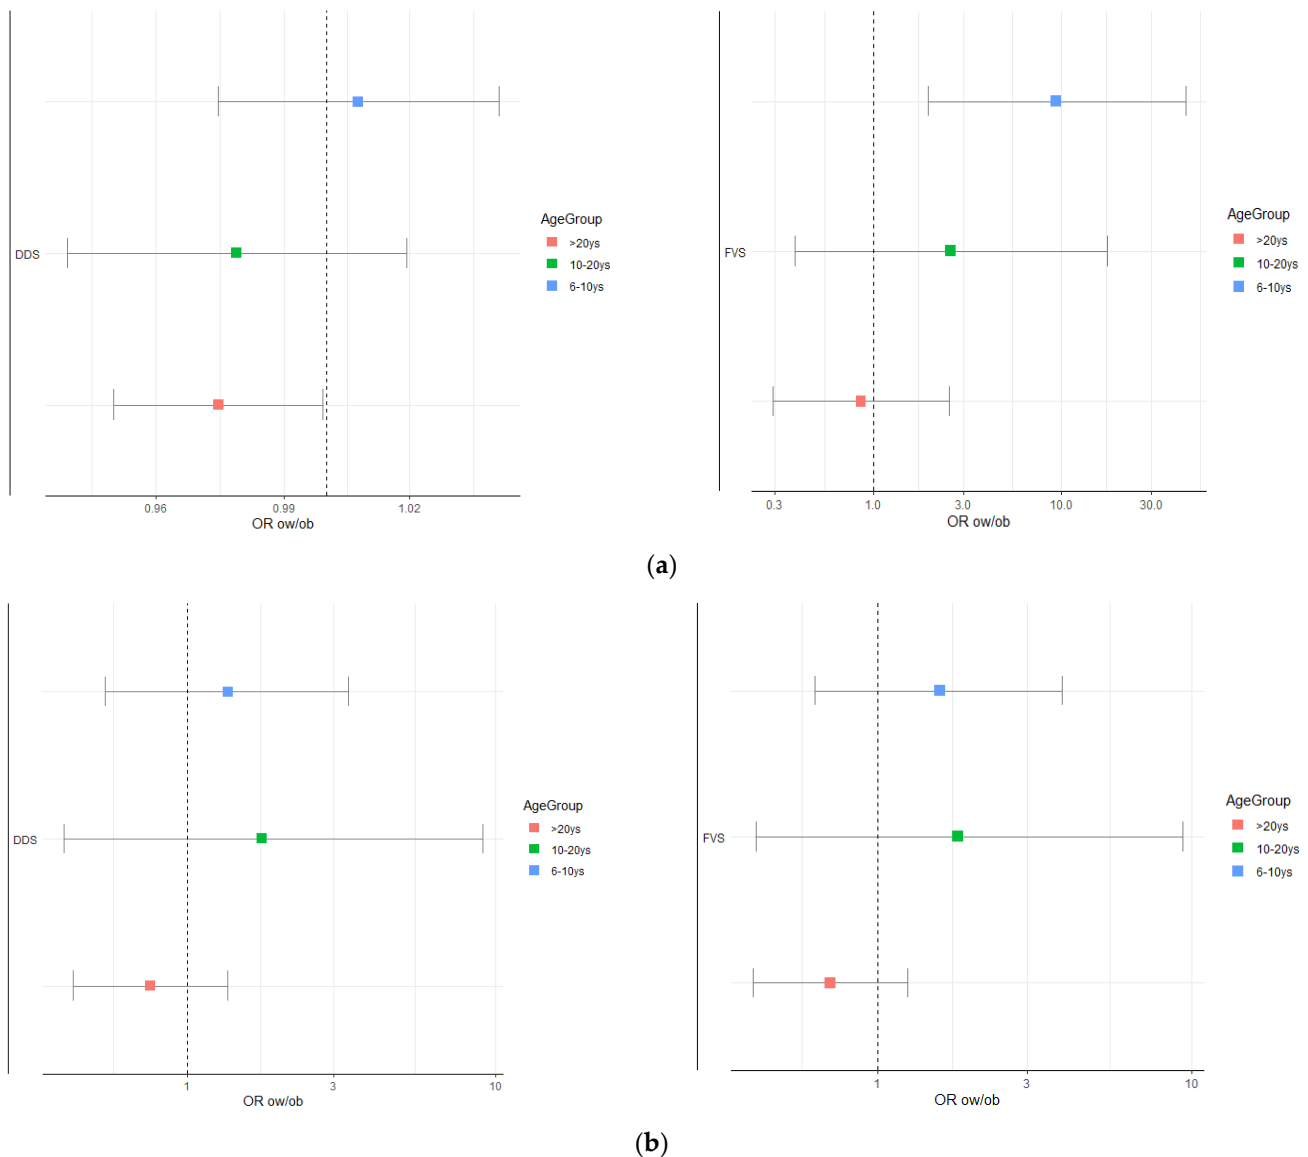 DDS
0.96 0.99 1.02
OR ow/ob
AgeGroup
>20ys
10-20ys
6-10ys
FVS
0.3 1.0 3.0 10.0 30.0
OR ow/ob
AgeGroup
>20ys
10-20ys
6-10ys
(a)
DDS
1 3 10
OR ow/ob
AgeGroup
>20ys
10-20ys
6-10ys
FVS
1 3 10
OR ow/ob
AgeGroup
>20ys
10-20ys
6-10ys
(b)